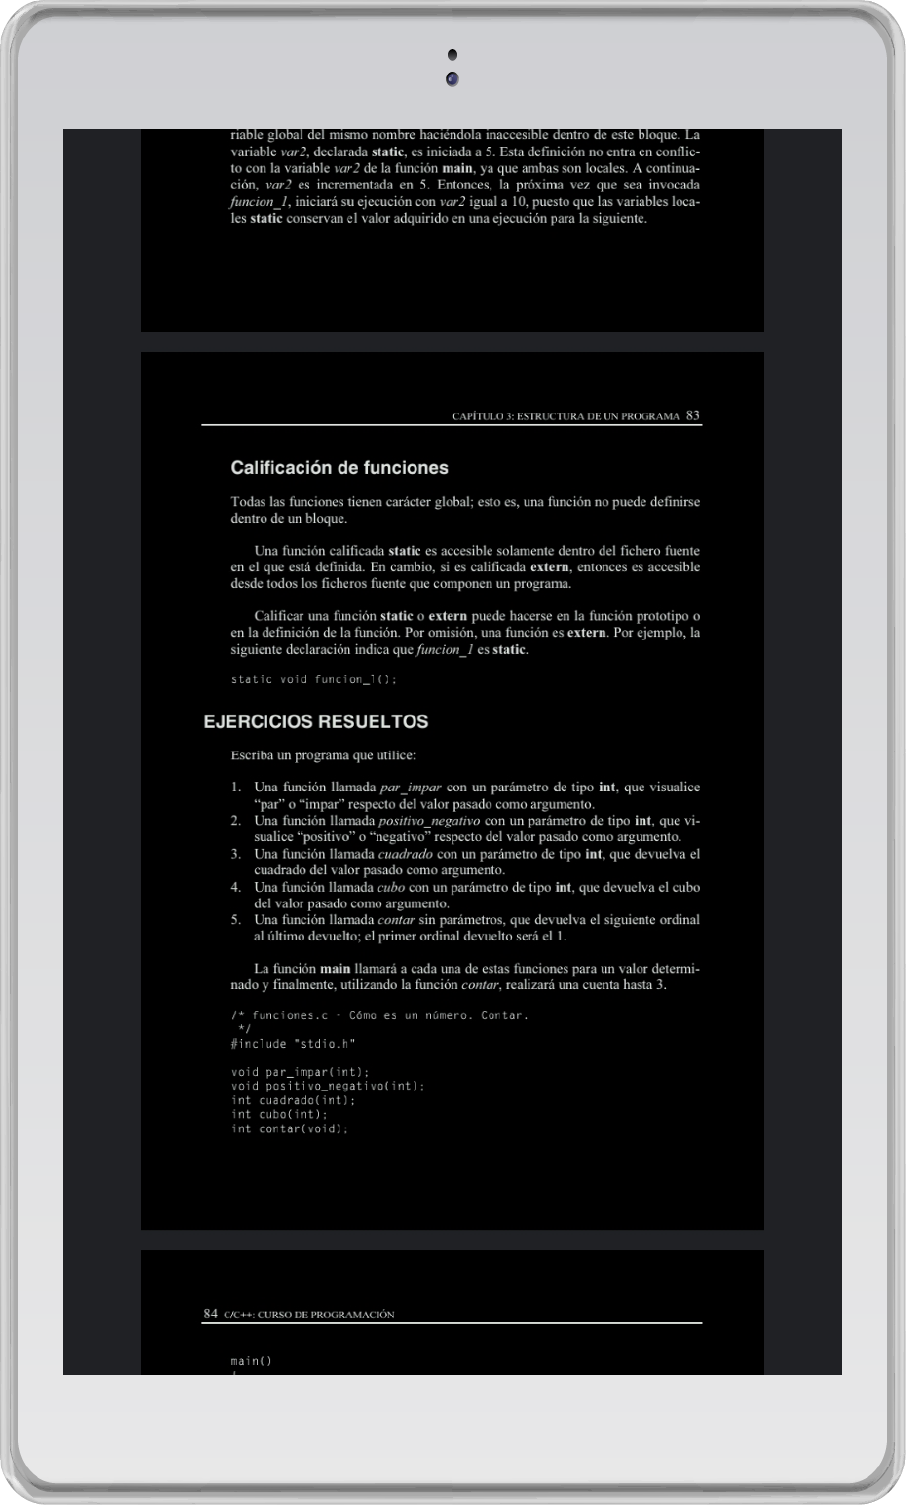 riable global del mismo nombre haciéndola inaccesible dentro de este bloque. La
variable var2, declarada static, es iniciada a 5. Esta definición no entra en conflic-
to con la variable var2 de la función main, ya que ambas son locales. A continua-
ción, var2 es incrementada en 5. Entonces, la próxima vez que sea invocada
funcion_1, iniciará su ejecución con var2 igual a 10, puesto que las variables loca-
les static conservan el valor adquirido en una ejecución para la siguiente.
CAPÍTULO 3: ESTRUCTURA DE UN PROGRAMA 83
Calificación de funciones
Todas las funciones tienen carácter global; esto es, una función no puede definirse
dentro de un bloque.
Una función calificada static es accesible solamente dentro del fichero fuente
en el que está definida. En cambio, si es calificada extern, entonces es accesible
desde todos los ficheros fuente que componen un programa.
Calificar una función static o extern puede hacerse en la función prototipo o
en la definición de la función. Por omisión, una función es extern. Por ejemplo, la
siguiente declaración indica que funcion_1 es static.
static void funcion_1();
EJERCICIOS RESUELTOS
Escriba un programa que utilice:
1. Una función llamada par_impar con un parámetro de tipo int, que visualice
“par” o “impar” respecto del valor pasado como argumento.
2. Una función llamada positivo_negativo con un parámetro de tipo int, que vi-
sualice “positivo” o “negativo” respecto del valor pasado como argumento.
3. Una función llamada cuadrado con un parámetro de tipo int, que devuelva el
cuadrado del valor pasado como argumento.
4. Una función llamada cubo con un parámetro de tipo int, que devuelva el cubo
del valor pasado como argumento.
5. Una función llamada contar sin parámetros, que devuelva el siguiente ordinal
al último devuelto; el primer ordinal devuelto será el 1.
La función main llamará a cada una de estas funciones para un valor determi-
nado y finalmente, utilizando la función contar, realizará una cuenta hasta 3.
/* funciones.c - Cómo es un número. Contar.
*/
#include "stdio.h"
void par_impar(int);
void positivo_negativo(int);
int cuadrado(int);
int cubo(int);
int contar(void);
84 C/C++: CURSO DE PROGRAMACIÓN
main()